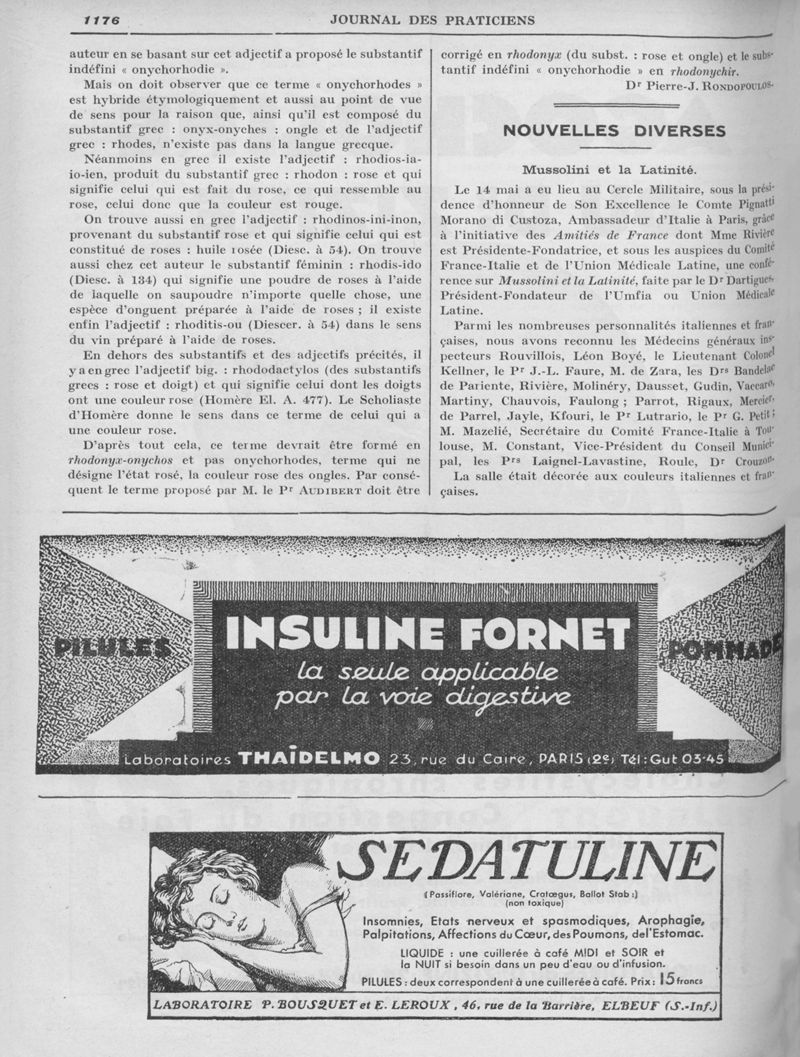 1176
JOURNAL DES PRATICIENS
auteur en se basant sur cet adjectif a proposé le substantif
indéfini « onychorhodie ».
Mais on doit observer que ce terme « onychorhodes »
est hybride étymologiquement et aussi au point de vue
de sens pour la raison que, ainsi qu'il est composé du
substantif grec : onyx-onyches : ongle et de l'adjectif
grec : rhodes, n'existe pas dans la langue grecque.
Néanmoins en grec il existe l'adjectif : rhodios-ia-
io-ien, produit du substantif grec : rhodon : rose et qui
signifie celui qui est fait du rose, ce qui ressemble au
rose, celui donc que la couleur est rouge.
On trouve aussi en grec l'adjectif : rhodinos-ini-inon,
provenant du substantif rose et qui signifie celui qui est
constitué de roses : huile rosée (Diesc. à 54). On trouve
aussi chez cet auteur le substantif féminin : rhodis-ido
(Diesc. à 134) qui signifie une poudre de roses à l'aide
de laquelle on saupoudre n'importe quelle chose, une
espèce d'onguent préparée à l'aide de roses ; il existe
enfin l'adjectif : rhoditis-ou (Diescer. à 54) dans le sens
du vin préparé à l'aide de roses.
En dehors des substantifs et des adjectifs précités, il
y a en grec l'adjectif big. : rhododactylos (des substantifs
grecs : rose et doigt) et qui signifie celui dont les doigts
ont une couleur rose (Homère El. A. 477). Le Scholiaste
d'Homère donne le sens dans ce terme de celui qui a
une couleur rose.
D'après tout cela, ce terme devrait être formé en
rhodonyx-onychos et pas onychorhodes, terme qui ne
désigne l'état rosé, la couleur rose des ongles. Par consé-
quent le terme proposé par M. le Pr AUDIBERT doit être
corrigé en rhodonyx (du subst. : rose et ongle) et le subs-
tantif indéfini « onychorhodie » en rhodonychir.
Dr Pierre-J. RONDOPOULOS.
NOUVELLES DIVERSES
Mussolini et la Latinité.
Le 14 mai a eu lieu au Cercle Militaire, sous la prési-
dence d'honneur de Son Excellence le Comte Pignatti
Morano di Custoza, Ambassadeur d'Italie à Paris, grâce
à l'initiative des Amitiés de France dont Mme Rivière
est Présidente-Fondatrice, et sous les auspices du Comité
France-Italie et de l'Union Médicale Latine, une confé-
rence sur Mussolini et la Latinité, faite par le Dr Dartigues,
Président-Fondateur de l'Umfia ou Union Médicale
Latine.
Parmi les nombreuses personnalités italiennes et fran-
çaises, nous avons reconnu les Médecins généraux ins-
pecteurs Rouvillois, Léon Boyé, le Lieutenant Colonel
Kellner, le Pr J.-L. Faure, M. de Zara, les Drs Bandelac
de Pariente, Rivière, Molinéry, Dausset, Gudin, Vaccaro,
Martiny, Chauvois, Faulong ; Parrot, Rigaux, Mercier,
de Parrel, Jayle, Kfouri, le Pr Lutrario, le Pr G. Petit ;
M. Mazelié, Secrétaire du Comité France-Italie à Tou-
louse, M. Constant, Vice-Président du Conseil Munici-
pal, les Prs Laignel-Lavastine, Roule, Dr Crouzon.
La salle était décorée aux couleurs italiennes et fran-
çaises.
PILULES
INSULINE FORNET
la seule applicable
par la voie digestive
POMMADE
Laboratoires THAÏDELMO 23, rue du Caire, PARIS (2e) Tél : Gut 03-45
SÉDATULINE
(Passiflore, Valériane, Cratœgus, Ballot Stab :)
(non toxique)
Insomnies, Etats nerveux et spasmodiques, Arophagie,
Palpitations, Affections du Cœur, des Poumons, de l'Estomac.
LIQUIDE : une cuillerée à café MIDI et SOIR et
la NUIT si besoin dans un peu d'eau ou d'infusion.
PILULES : deux correspondent à une cuillerée à café. Prix : 15 francs
LABORATOIRE P. BOUSQUET et E. LEROUX, 46, rue de la Barrière, ELBEUF (S.-Inf.)